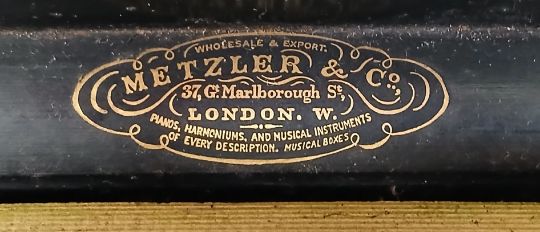 WHOLESALE & EXPORT.
METZLER & Co.,
37, Gt. Marlborough St.,
LONDON. W.
PIANOS, HARMONIUMS, AND MUSICAL INSTRUMENTS
OF EVERY DESCRIPTION. MUSICAL BOXES